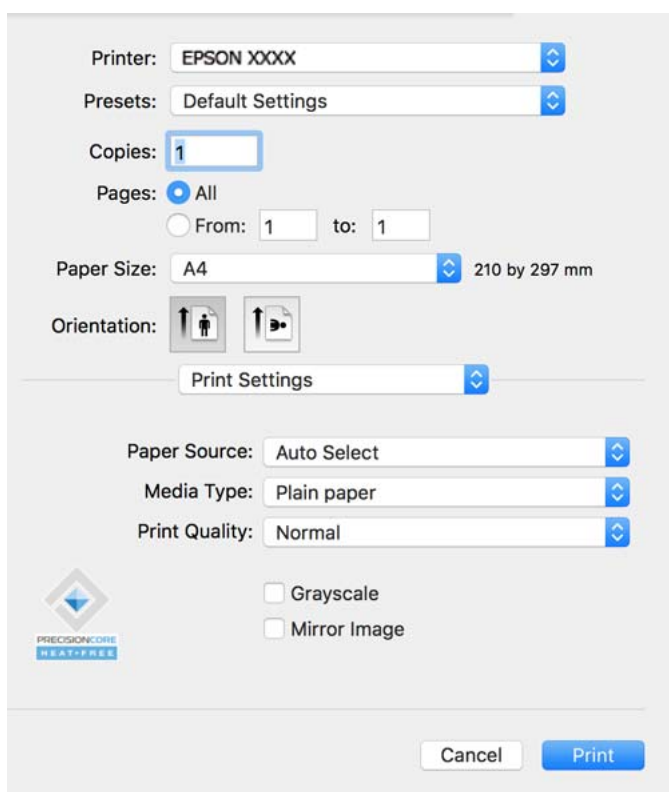 Printer: EPSON XXXX
Presets: Default Settings
Copies: 1
Pages: All
From: 1 to: 1
Paper Size: A4 210 by 297 mm
Orientation:
Print Settings
Paper Source: Auto Select
Media Type: Plain paper
Print Quality: Normal
Grayscale
Mirror Image
PRECISIONCORE
HEAT-FREE
Cancel Print